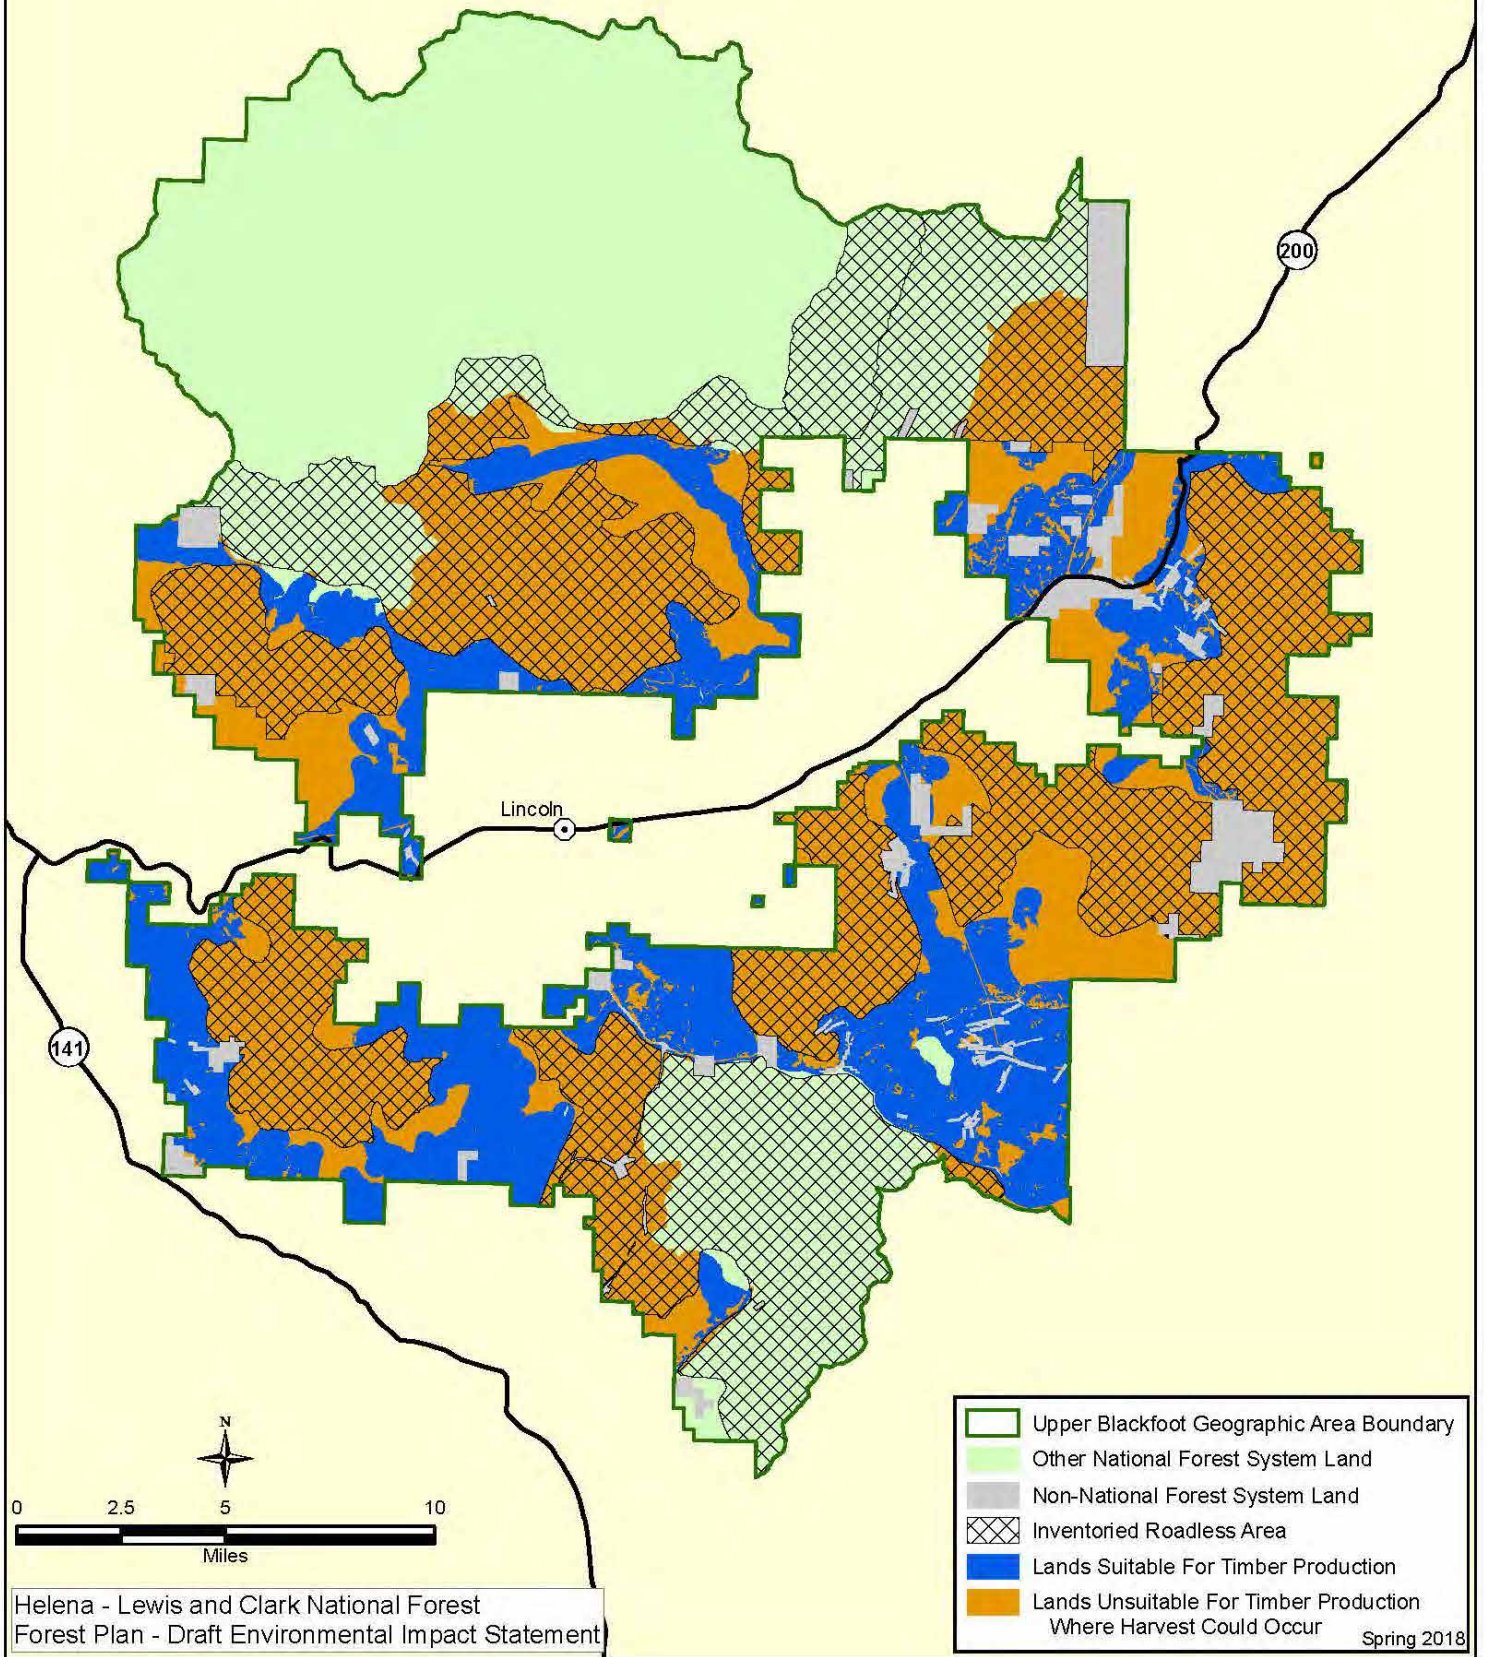 200
Lincoln
141
N
0 2.5 5 10
Miles
Helena - Lewis and Clark National Forest
Forest Plan - Draft Environmental Impact Statement
Upper Blackfoot Geographic Area Boundary
Other National Forest System Land
Non-National Forest System Land
Inventoried Roadless Area
Lands Suitable For Timber Production
Lands Unsuitable For Timber Production
Where Harvest Could Occur
Spring 2018